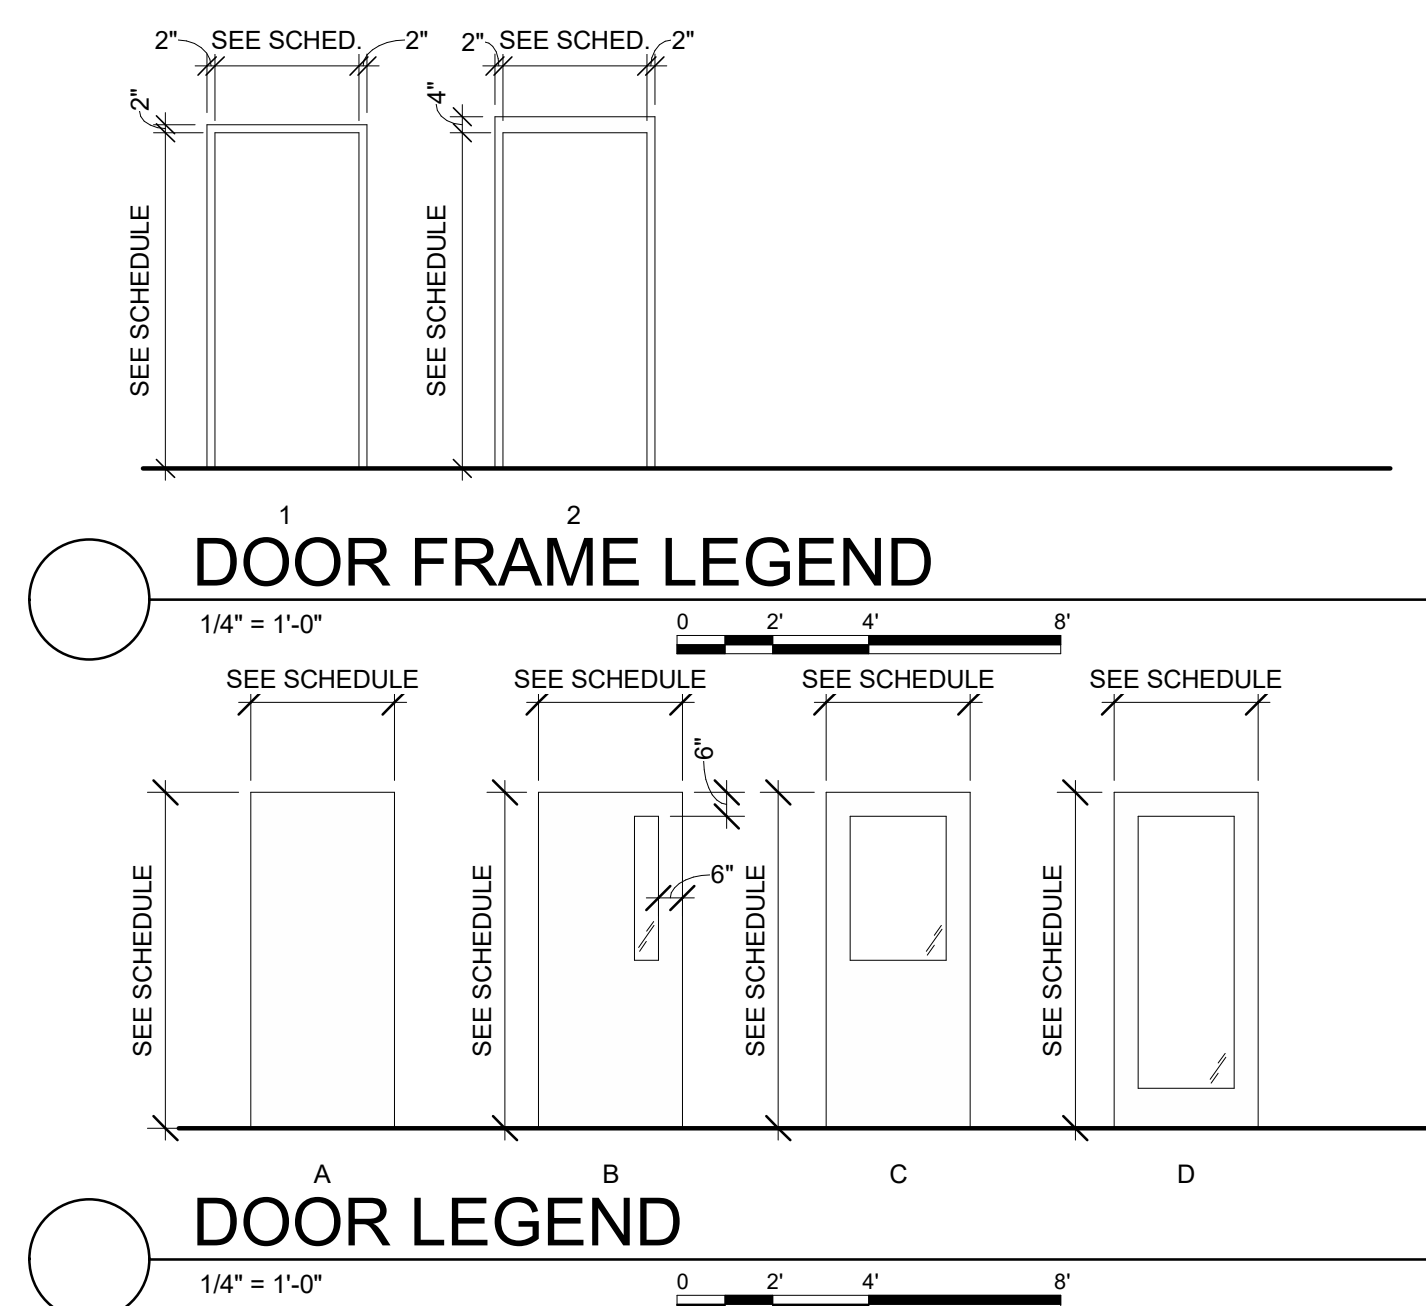 2" SEE SCHED. 2" 2" SEE SCHED. 2"
2" 4"
SEE SCHEDULE SEE SCHEDULE
1 2
DOOR FRAME LEGEND
1/4" = 1'-0" 0 2' 4' 8'
SEE SCHEDULE SEE SCHEDULE SEE SCHEDULE SEE SCHEDULE
6"
6"
SEE SCHEDULE SEE SCHEDULE SEE SCHEDULE SEE SCHEDULE
A B C D
DOOR LEGEND
1/4" = 1'-0" 0 2' 4' 8'